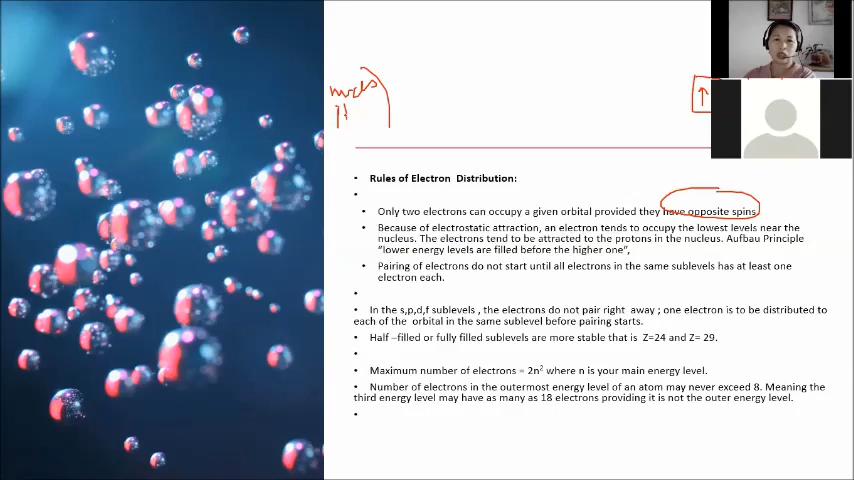 Rules of Electron Distribution:
Only two electrons can occupy a given orbital provided they have opposite spins
Because of electrostatic attraction, an electron tends to occupy the lowest levels near the
nucleus. The electrons tend to be attracted to the protons in the nucleus. Aufbau Principle
"lower energy levels are filled before the higher one",
Pairing of electrons do not start until all electrons in the same sublevels has at least one
electron each.
In the s,p,d,f sublevels , the electrons do not pair right away ; one electron is to be distributed to
each of the orbital in the same sublevel before pairing starts.
Half –filled or fully filled sublevels are more stable that is Z=24 and Z= 29.
Maximum number of electrons = 2n² where n is your main energy level.
Number of electrons in the outermost energy level of an atom may never exceed 8. Meaning the
third energy level may have as many as 18 electrons providing it is not the outer energy level.